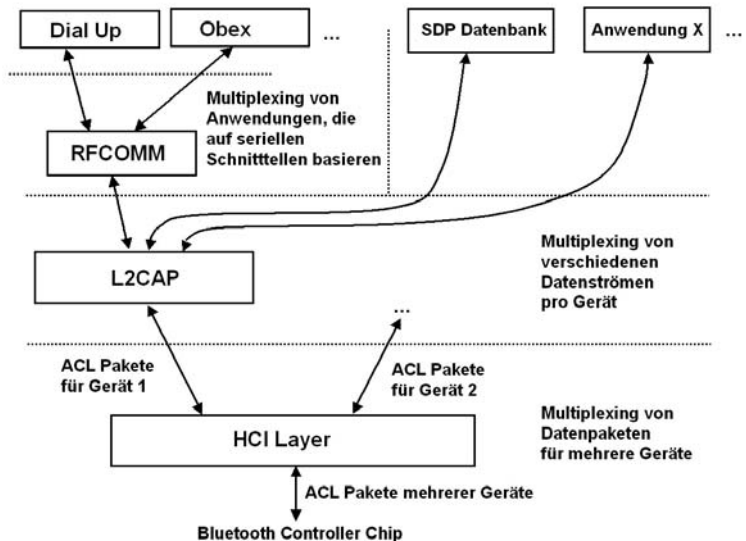 Dial Up
Obex
...
SDP Datenbank
Anwendung X
...
Multiplexing von
Anwendungen, die
auf seriellen
Schnitttellen basieren
RFCOMM
L2CAP
Multiplexing von
verschiedenen
Datenströmen
pro Gerät
...
ACL Pakete
für Gerät 1
ACL Pakete
für Gerät 2
HCI Layer
Multiplexing von
Datenpaketen
für mehrere Geräte
ACL Pakete mehrerer Geräte
Bluetooth Controller Chip